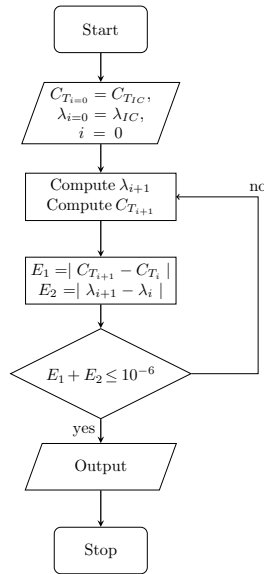 Start
C_{T_{i=0}} = C_{T_{IC}},
λ_{i=0} = λ_{IC},
i = 0
Compute λ_{i+1}
Compute C_{T_{i+1}}
no
E_1 =| C_{T_{i+1}} − C_{T_i} |
E_2 =| λ_{i+1} − λ_i |
E_1 + E_2 ≤ 10^{−6}
yes
Output
Stop